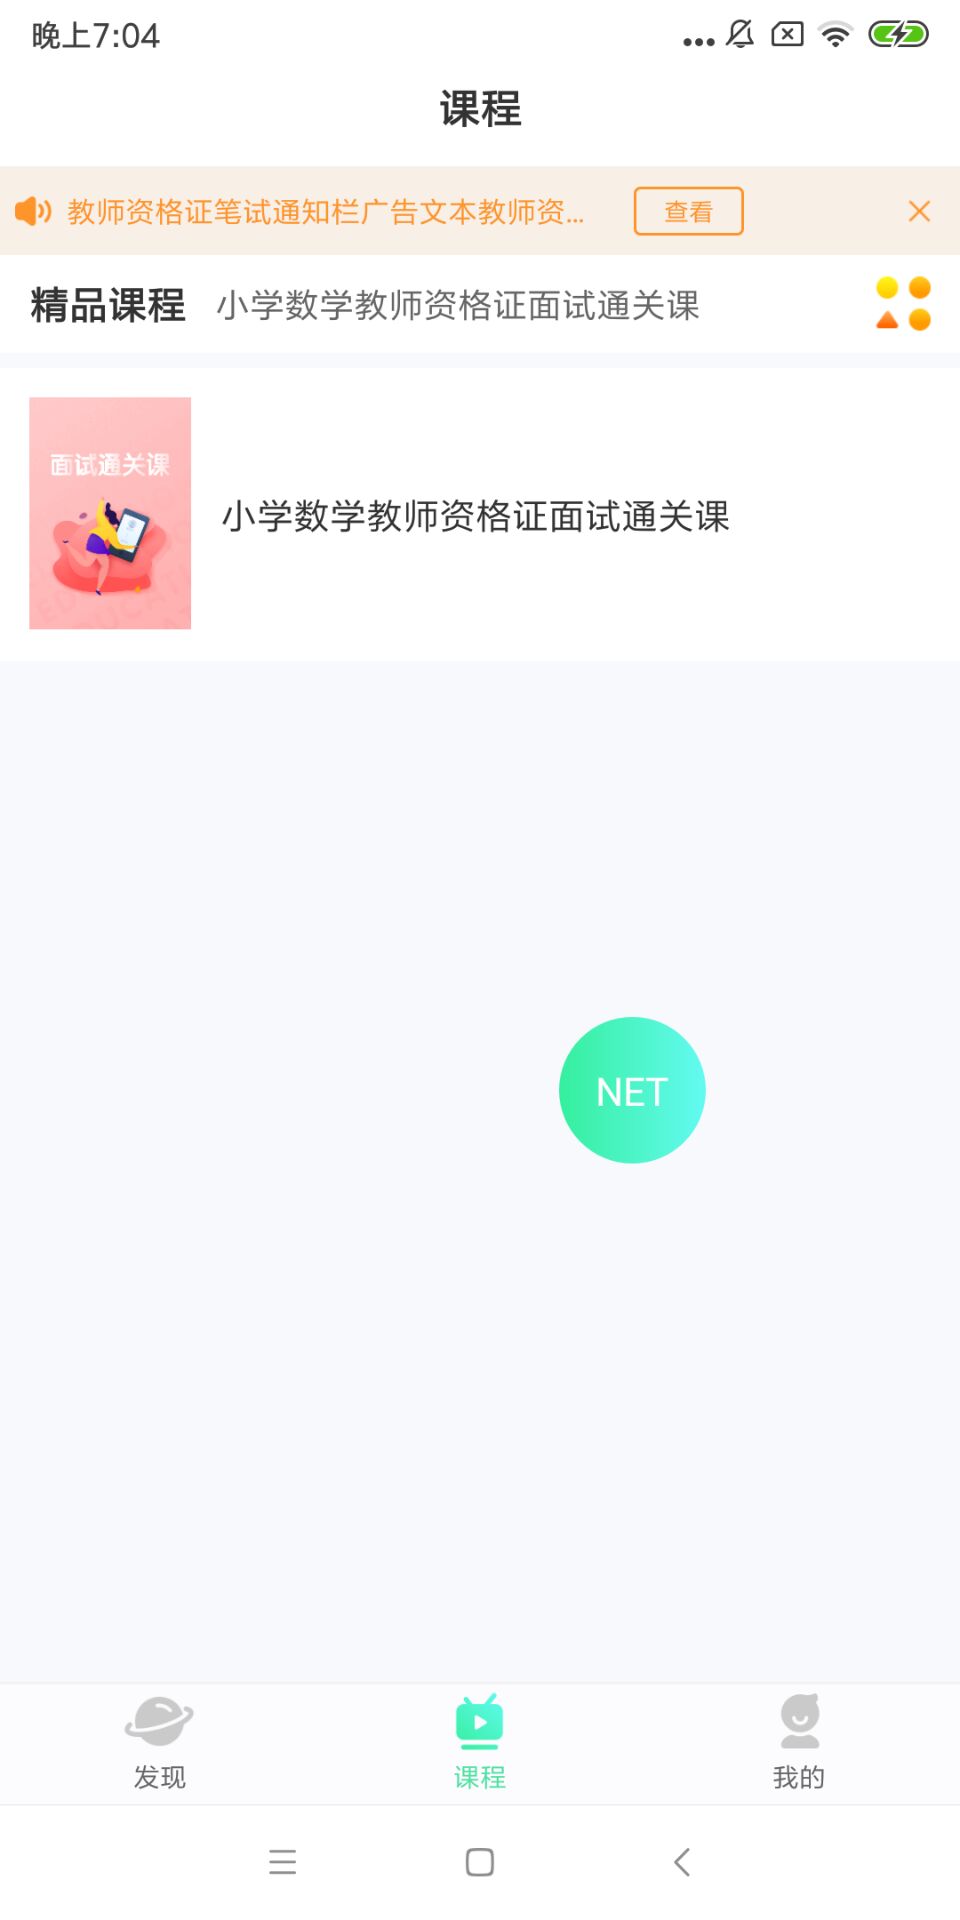 晚上7:04
课程
教师资格证笔试通知栏广告文本教师资...
查看
精品课程 小学数学教师资格证面试通关课
面试通关课
小学数学教师资格证面试通关课
NET
发现 课程 我的